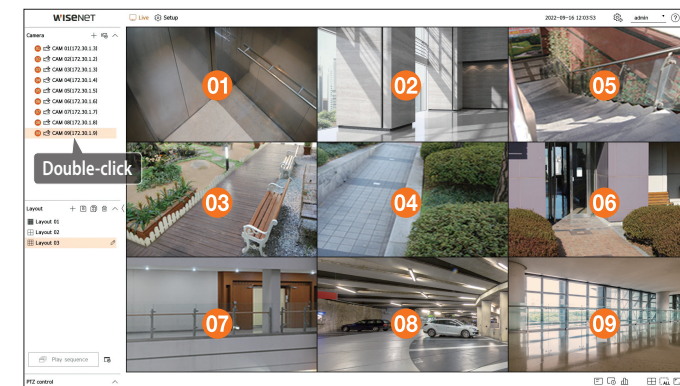 WISENET
Live
Setup
2022-09-16 12:03:53
admin
Camera
CAM 01[172.30.1.3]
CAM 02[172.30.1.2]
CAM 03[172.30.1.3]
CAM 04[172.30.1.4]
CAM 05[172.30.1.5]
CAM 06[172.30.1.6]
CAM 07[172.30.1.7]
CAM 08[172.30.1.8]
CAM 09[172.30.1.9]
Double-click
01
02
05
03
04
06
07
08
09
Layout
Layout 01
Layout 02
Layout 03
Play sequence
PTZ control
ALL